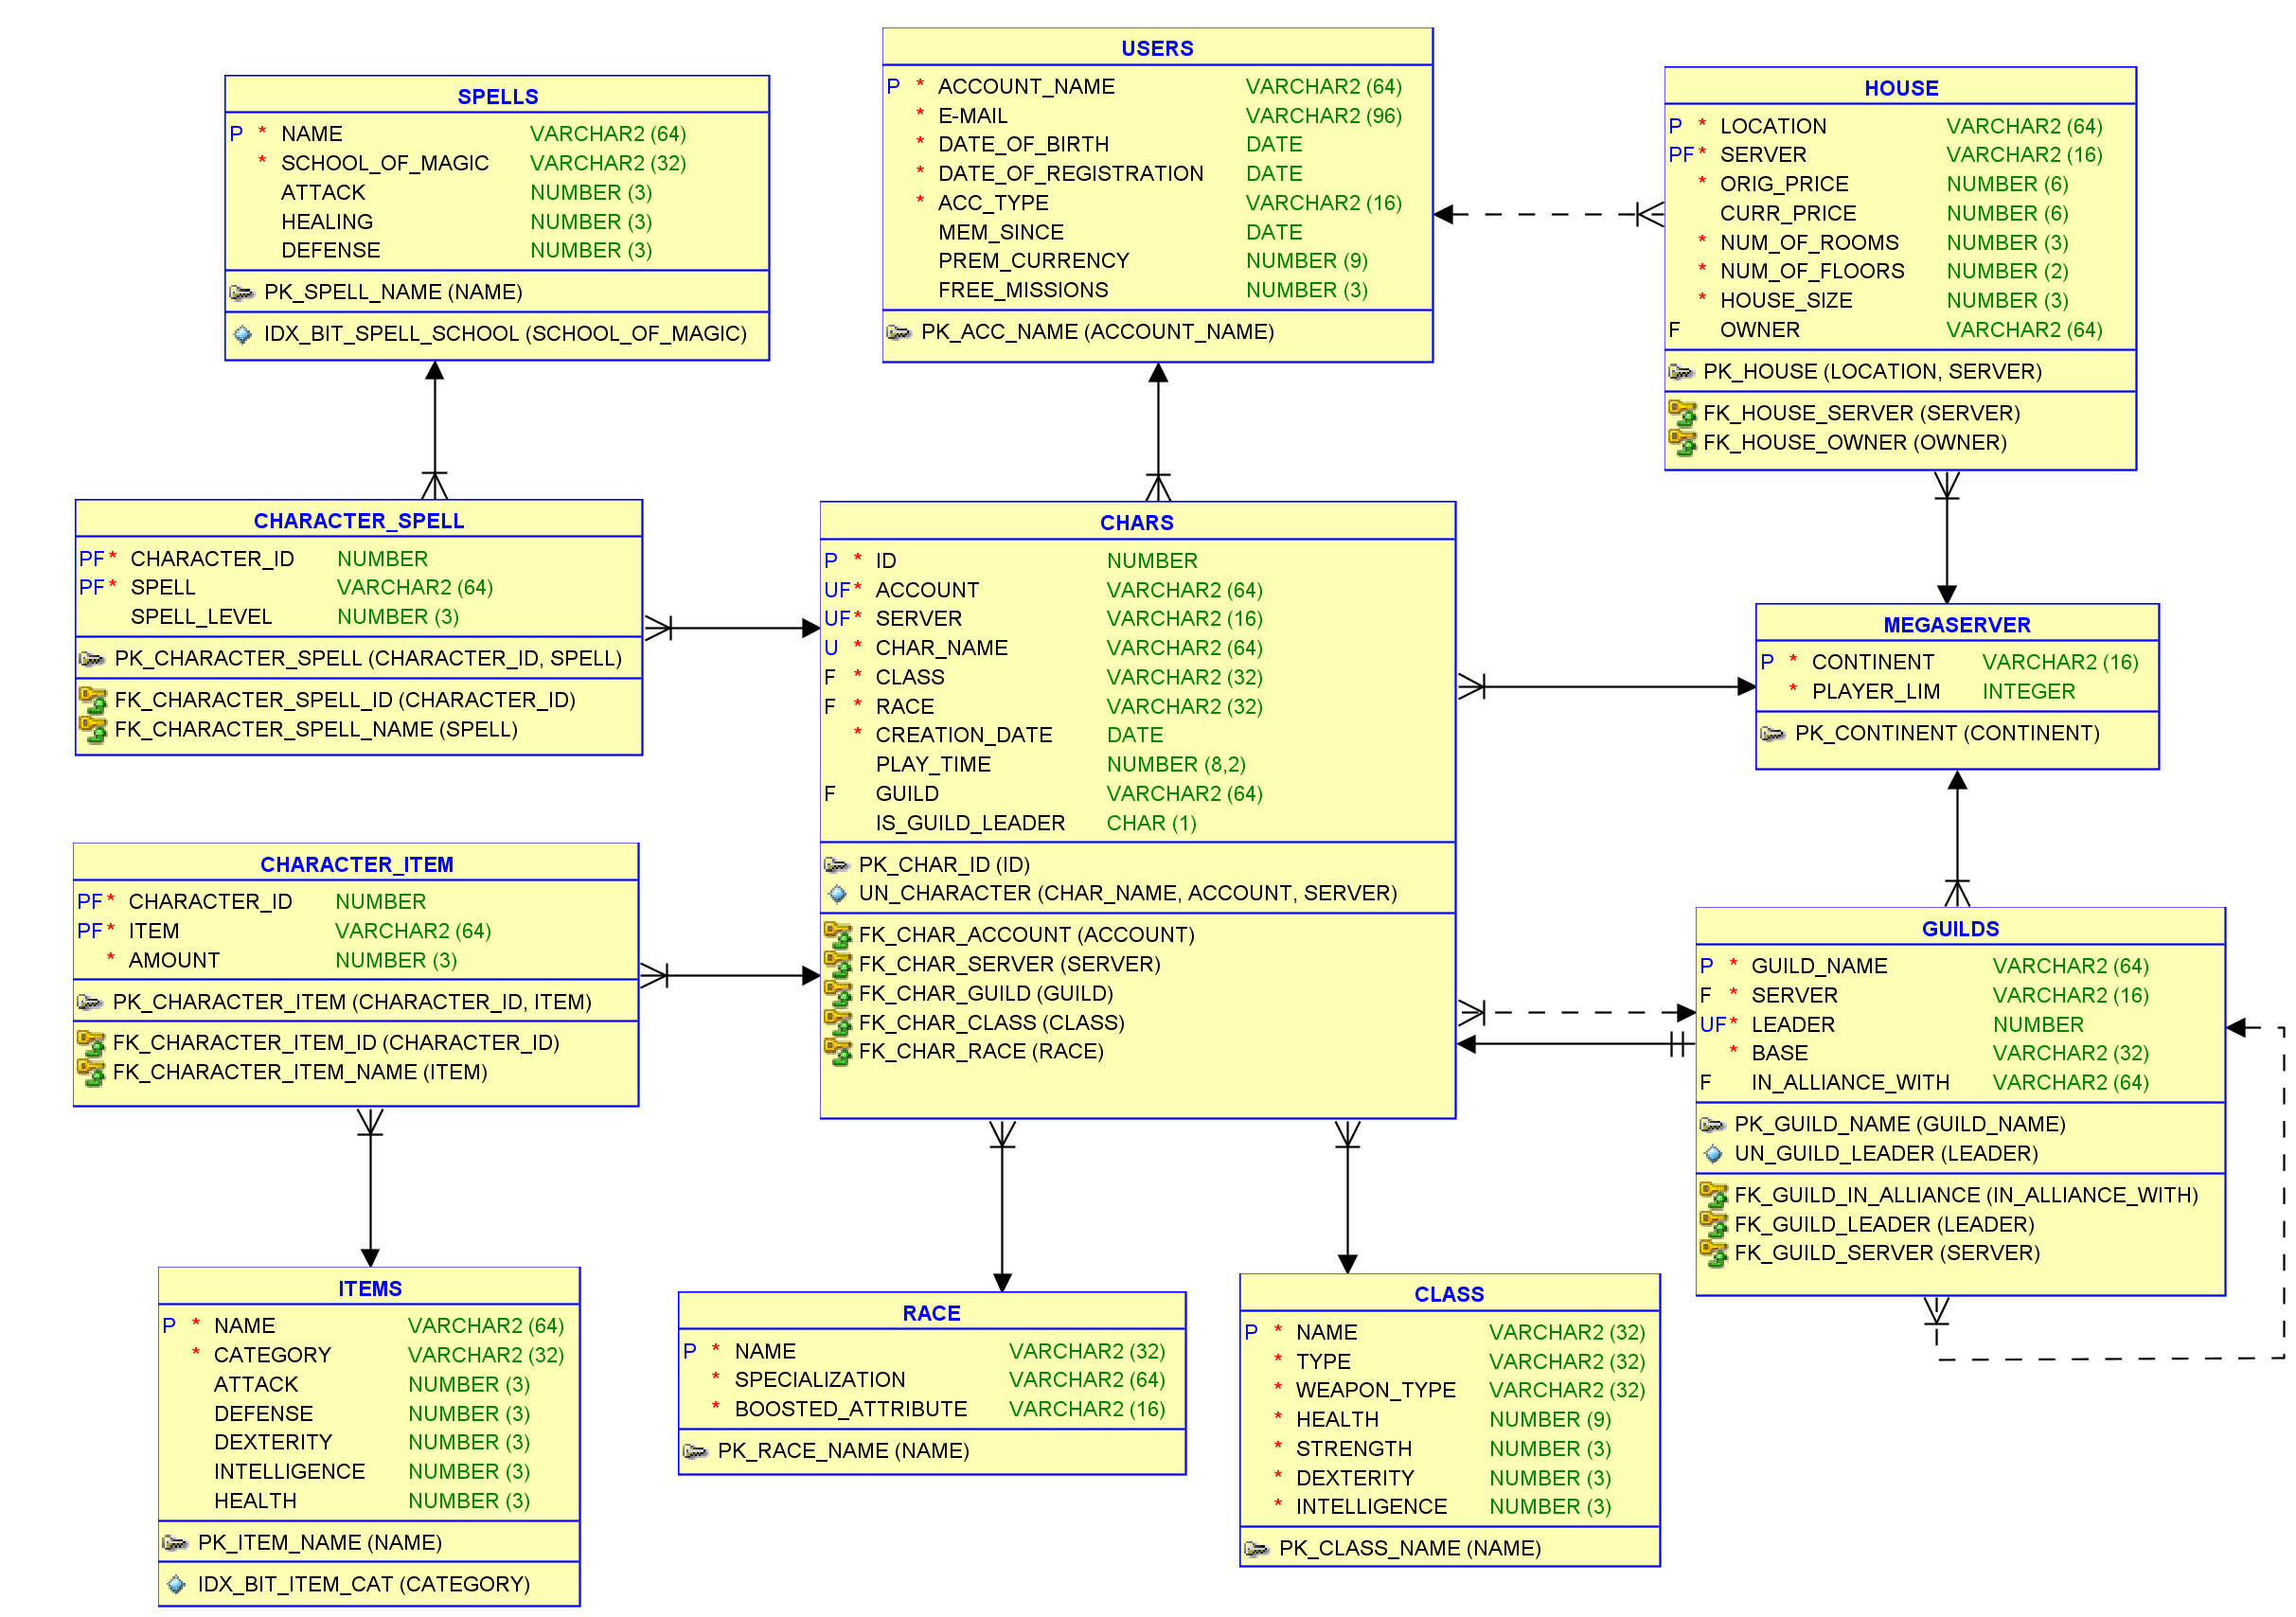 SPELLS
P * NAME VARCHAR2 (64)
* SCHOOL_OF_MAGIC VARCHAR2 (32)
ATTACK NUMBER (3)
HEALING NUMBER (3)
DEFENSE NUMBER (3)
PK_SPELL_NAME (NAME)
IDX_BIT_SPELL_SCHOOL (SCHOOL_OF_MAGIC)
USERS
P * ACCOUNT_NAME VARCHAR2 (64)
* E-MAIL VARCHAR2 (96)
* DATE_OF_BIRTH DATE
* DATE_OF_REGISTRATION DATE
* ACC_TYPE VARCHAR2 (16)
MEM_SINCE DATE
PREM_CURRENCY NUMBER (9)
FREE_MISSIONS NUMBER (3)
PK_ACC_NAME (ACCOUNT_NAME)
HOUSE
P * LOCATION VARCHAR2 (64)
PF * SERVER VARCHAR2 (16)
* ORIG_PRICE NUMBER (6)
CURR_PRICE NUMBER (6)
* NUM_OF_ROOMS NUMBER (3)
* NUM_OF_FLOORS NUMBER (2)
* HOUSE_SIZE NUMBER (3)
F OWNER VARCHAR2 (64)
PK_HOUSE (LOCATION, SERVER)
FK_HOUSE_SERVER (SERVER)
FK_HOUSE_OWNER (OWNER)
CHARACTER_SPELL
PF * CHARACTER_ID NUMBER
PF * SPELL VARCHAR2 (64)
SPELL_LEVEL NUMBER (3)
PK_CHARACTER_SPELL (CHARACTER_ID, SPELL)
FK_CHARACTER_SPELL_ID (CHARACTER_ID)
FK_CHARACTER_SPELL_NAME (SPELL)
CHARS
P * ID NUMBER
UF * ACCOUNT VARCHAR2 (64)
UF * SERVER VARCHAR2 (16)
U * CHAR_NAME VARCHAR2 (64)
F * CLASS VARCHAR2 (32)
F * RACE VARCHAR2 (32)
* CREATION_DATE DATE
PLAY_TIME NUMBER (8,2)
F GUILD VARCHAR2 (64)
IS_GUILD_LEADER CHAR (1)
PK_CHAR_ID (ID)
UN_CHARACTER (CHAR_NAME, ACCOUNT, SERVER)
FK_CHAR_ACCOUNT (ACCOUNT)
FK_CHAR_SERVER (SERVER)
FK_CHAR_GUILD (GUILD)
FK_CHAR_CLASS (CLASS)
FK_CHAR_RACE (RACE)
MEGASERVER
P * CONTINENT VARCHAR2 (16)
* PLAYER_LIM INTEGER
PK_CONTINENT (CONTINENT)
CHARACTER_ITEM
PF * CHARACTER_ID NUMBER
PF * ITEM VARCHAR2 (64)
* AMOUNT NUMBER (3)
PK_CHARACTER_ITEM (CHARACTER_ID, ITEM)
FK_CHARACTER_ITEM_ID (CHARACTER_ID)
FK_CHARACTER_ITEM_NAME (ITEM)
GUILDS
P * GUILD_NAME VARCHAR2 (64)
F * SERVER VARCHAR2 (16)
UF * LEADER NUMBER
* BASE VARCHAR2 (32)
F IN_ALLIANCE_WITH VARCHAR2 (64)
PK_GUILD_NAME (GUILD_NAME)
UN_GUILD_LEADER (LEADER)
FK_GUILD_IN_ALLIANCE (IN_ALLIANCE_WITH)
FK_GUILD_LEADER (LEADER)
FK_GUILD_SERVER (SERVER)
ITEMS
P * NAME VARCHAR2 (64)
* CATEGORY VARCHAR2 (32)
ATTACK NUMBER (3)
DEFENSE NUMBER (3)
DEXTERITY NUMBER (3)
INTELLIGENCE NUMBER (3)
HEALTH NUMBER (3)
PK_ITEM_NAME (NAME)
IDX_BIT_ITEM_CAT (CATEGORY)
RACE
P * NAME VARCHAR2 (32)
* SPECIALIZATION VARCHAR2 (64)
* BOOSTED_ATTRIBUTE VARCHAR2 (16)
PK_RACE_NAME (NAME)
CLASS
P * NAME VARCHAR2 (32)
* TYPE VARCHAR2 (32)
* WEAPON_TYPE VARCHAR2 (32)
* HEALTH NUMBER (9)
* STRENGTH NUMBER (3)
* DEXTERITY NUMBER (3)
* INTELLIGENCE NUMBER (3)
PK_CLASS_NAME (NAME)